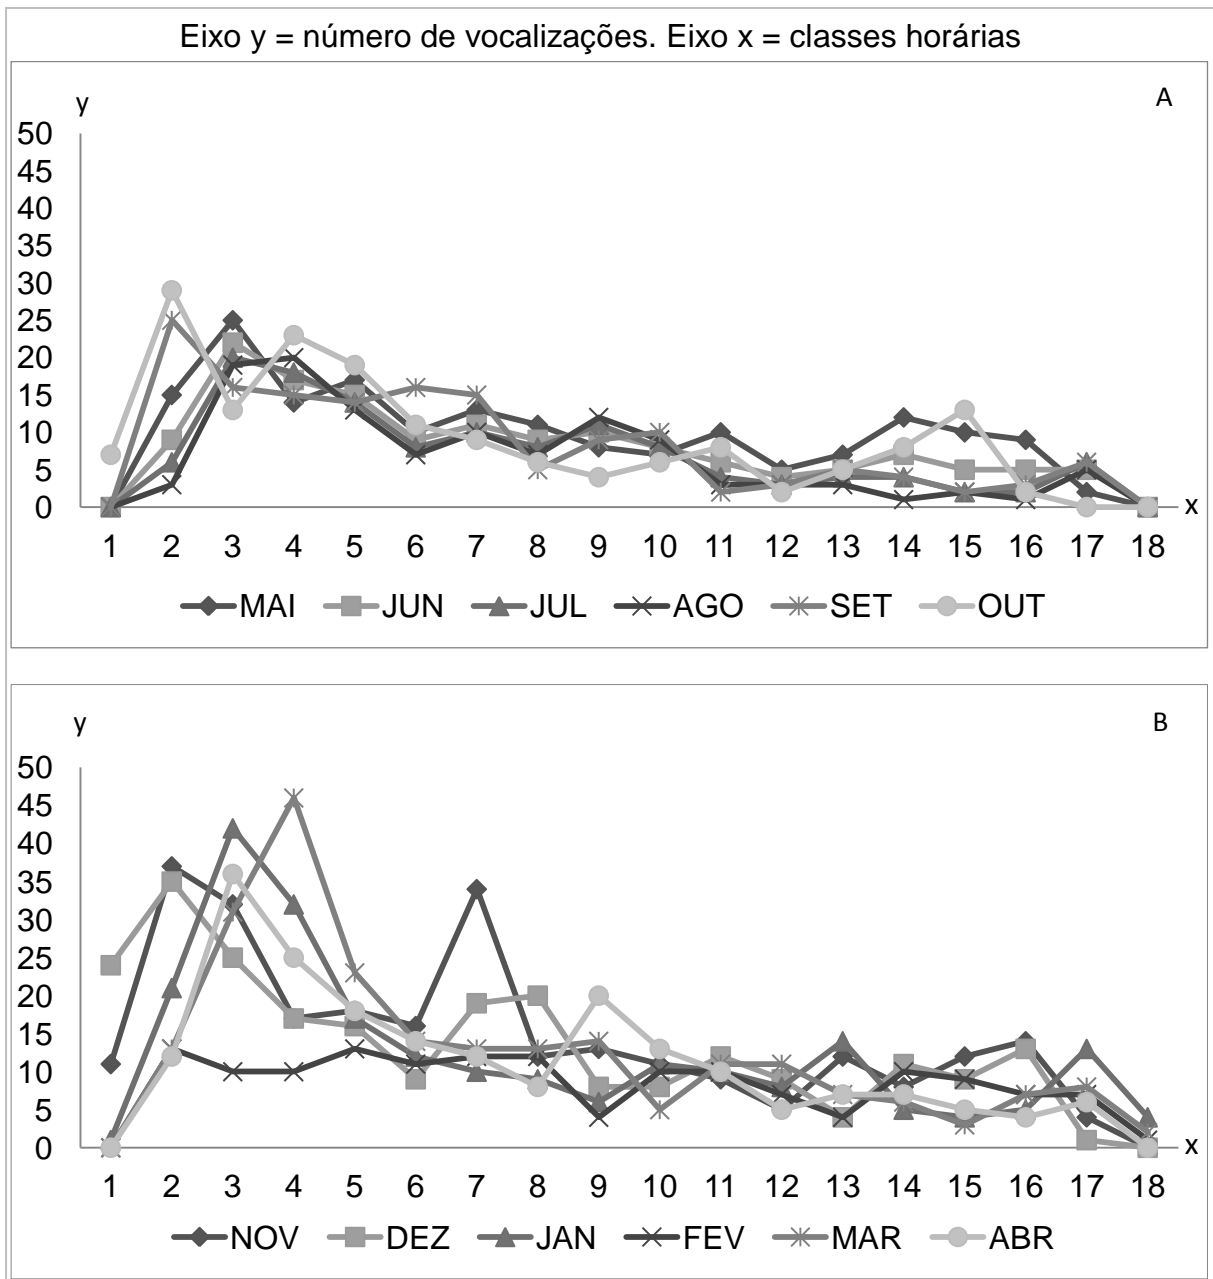 Eixo y = número de vocalizações. Eixo x = classes horárias
y
A
50
45
40
35
30
25
20
15
10
5
0
x
1 2 3 4 5 6 7 8 9 10 11 12 13 14 15 16 17 18
MAI JUN JUL AGO SET OUT
y
B
50
45
40
35
30
25
20
15
10
5
0
x
1 2 3 4 5 6 7 8 9 10 11 12 13 14 15 16 17 18
NOV DEZ JAN FEV MAR ABR